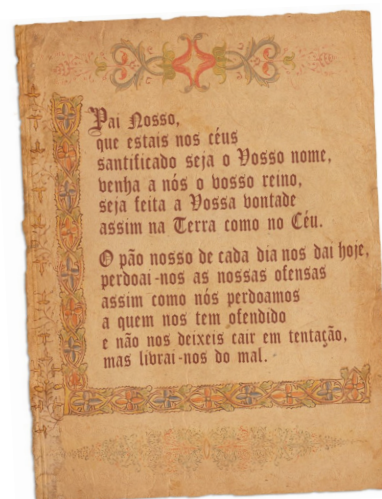 Pai Nosso,
que estais nos céus
santificado seja o Vosso nome,
venha a nós o vosso reino,
seja feita a Vossa vontade
assim na Terra como no Céu.
O pão nosso de cada dia nos dai hoje,
perdoai-nos as nossas ofensas
assim como nós perdoamos
a quem nos tem ofendido
e não nos deixeis cair em tentação,
mas livrai-nos do mal.